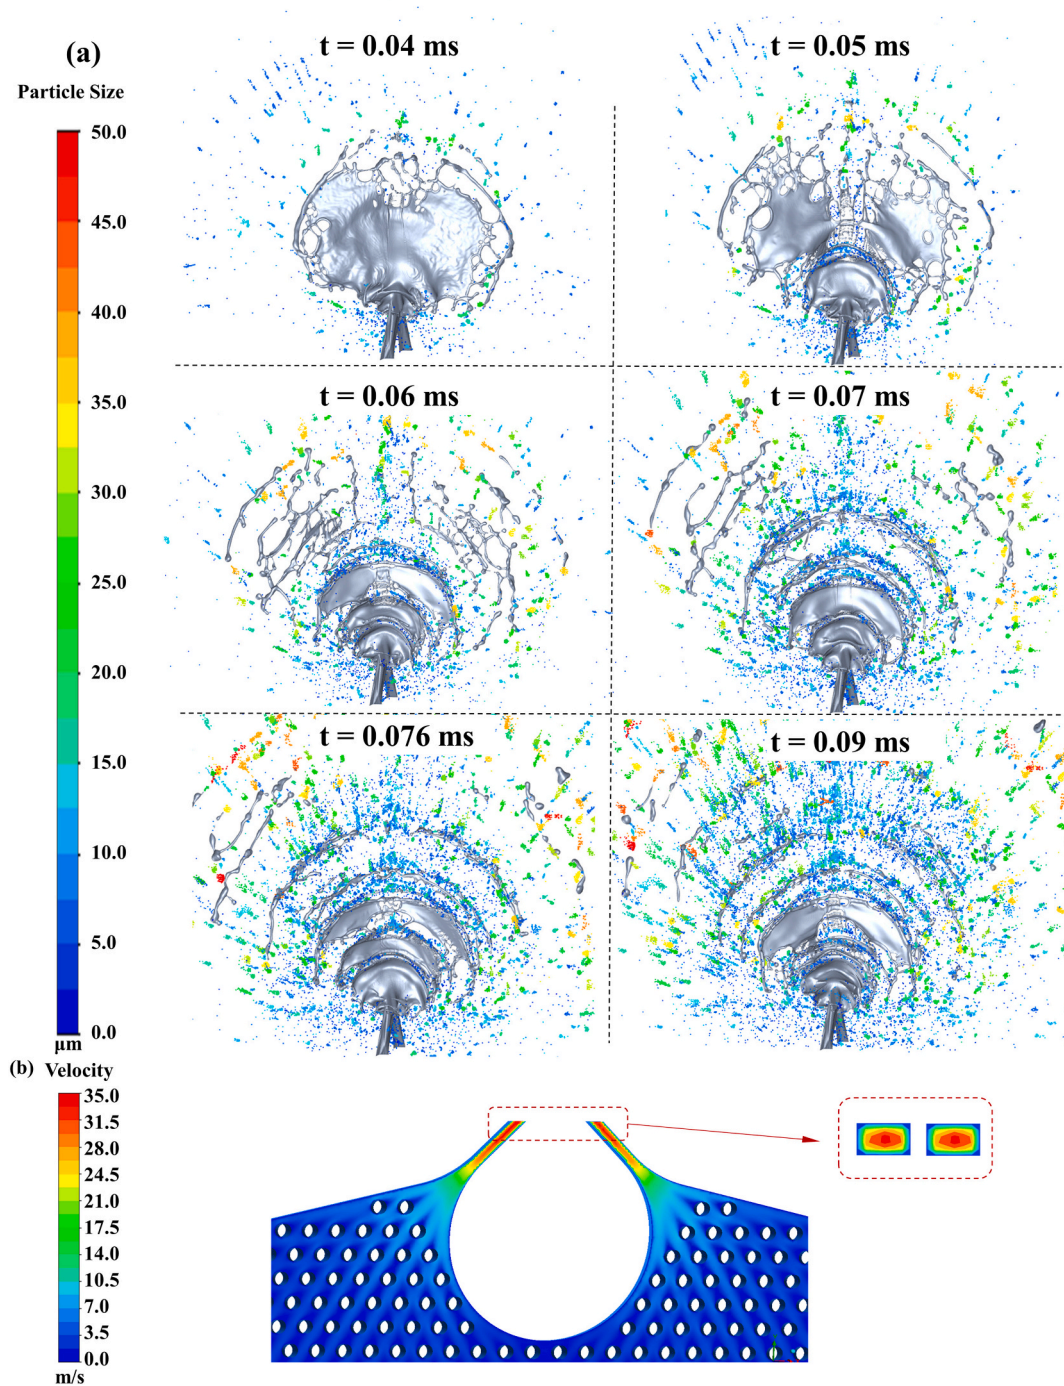 (a)
t = 0.04 ms
t = 0.05 ms
Particle Size
50.0
45.0
40.0
35.0
30.0
25.0
20.0
15.0
10.0
5.0
0.0
μm
t = 0.06 ms
t = 0.07 ms
t = 0.076 ms
t = 0.09 ms
(b) Velocity
35.0
31.5
28.0
24.5
21.0
17.5
14.0
10.5
7.0
3.5
0.0
m/s